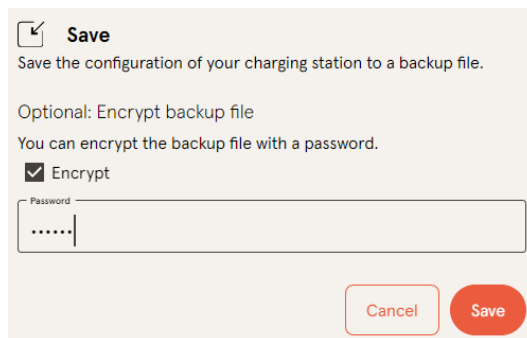 Save
Save the configuration of your charging station to a backup file.
Optional: Encrypt backup file
You can encrypt the backup file with a password.
Encrypt
Password
••••••
Cancel
Save